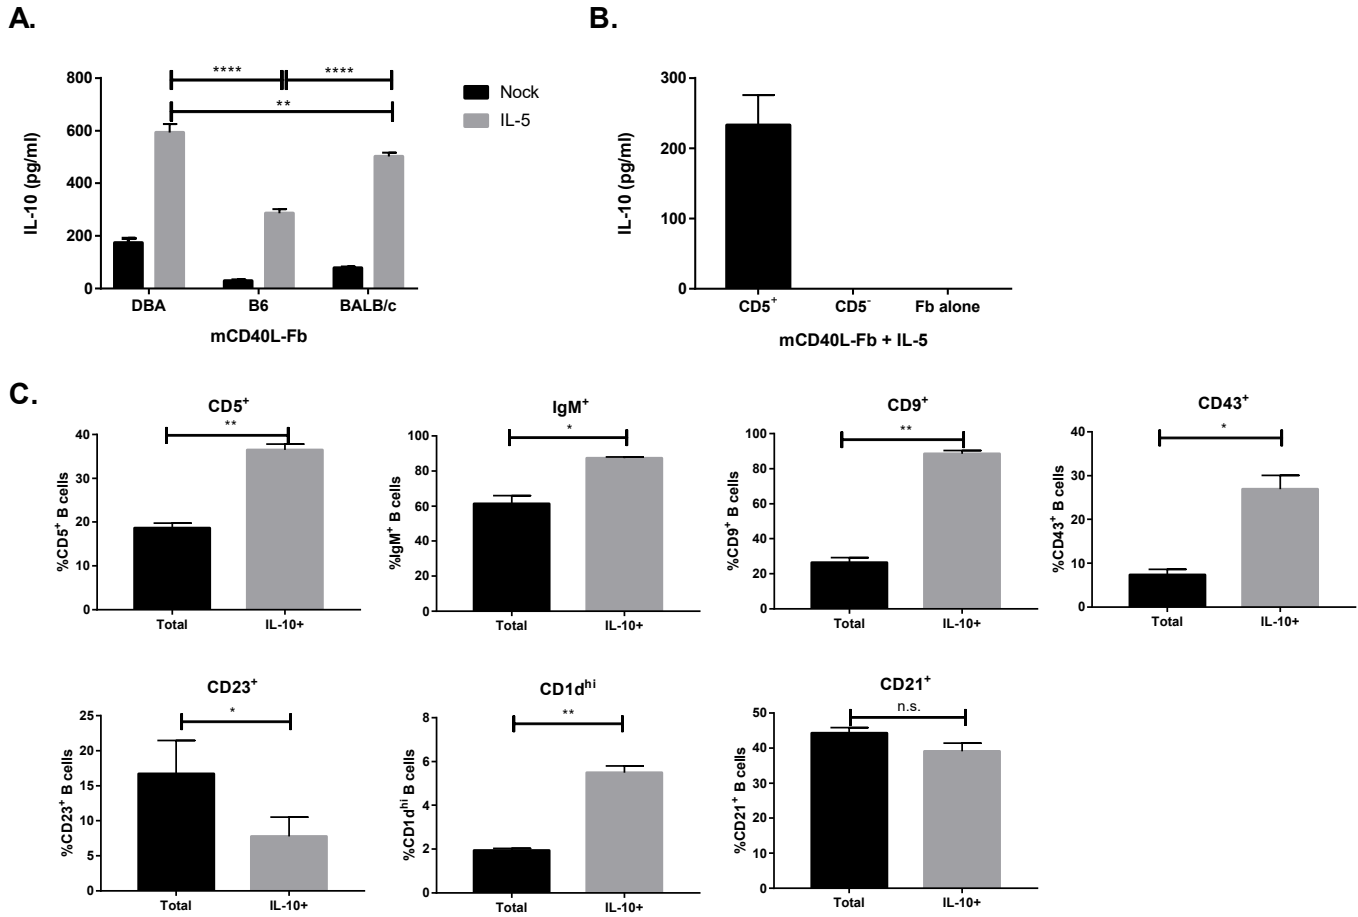 A.
B.
800
600
400
200
0
IL-10 (pg/ml)
****
****
**
DBA
B6
BALB/c
mCD40L-Fb
Nock
IL-5
300
200
100
0
IL-10 (pg/ml)
CD5⁺
CD5⁻
Fb alone
mCD40L-Fb + IL-5
C.
CD5⁺
**
40
30
20
10
0
%CD5⁺ B cells
Total
IL-10+
IgM⁺
*
100
80
60
40
20
0
%IgM⁺ B cells
Total
IL-10+
CD9⁺
**
100
80
60
40
20
0
%CD9⁺ B cells
Total
IL-10+
CD43⁺
*
40
30
20
10
0
%CD43⁺ B cells
Total
IL-10+
CD23⁺
*
25
20
15
10
5
0
%CD23⁺ B cells
Total
IL-10+
CD1dʰⁱ
**
8
6
4
2
0
%CD1dʰⁱ B cells
Total
IL-10+
CD21⁺
n.s.
50
40
30
20
10
0
%CD21⁺ B cells
Total
IL-10+